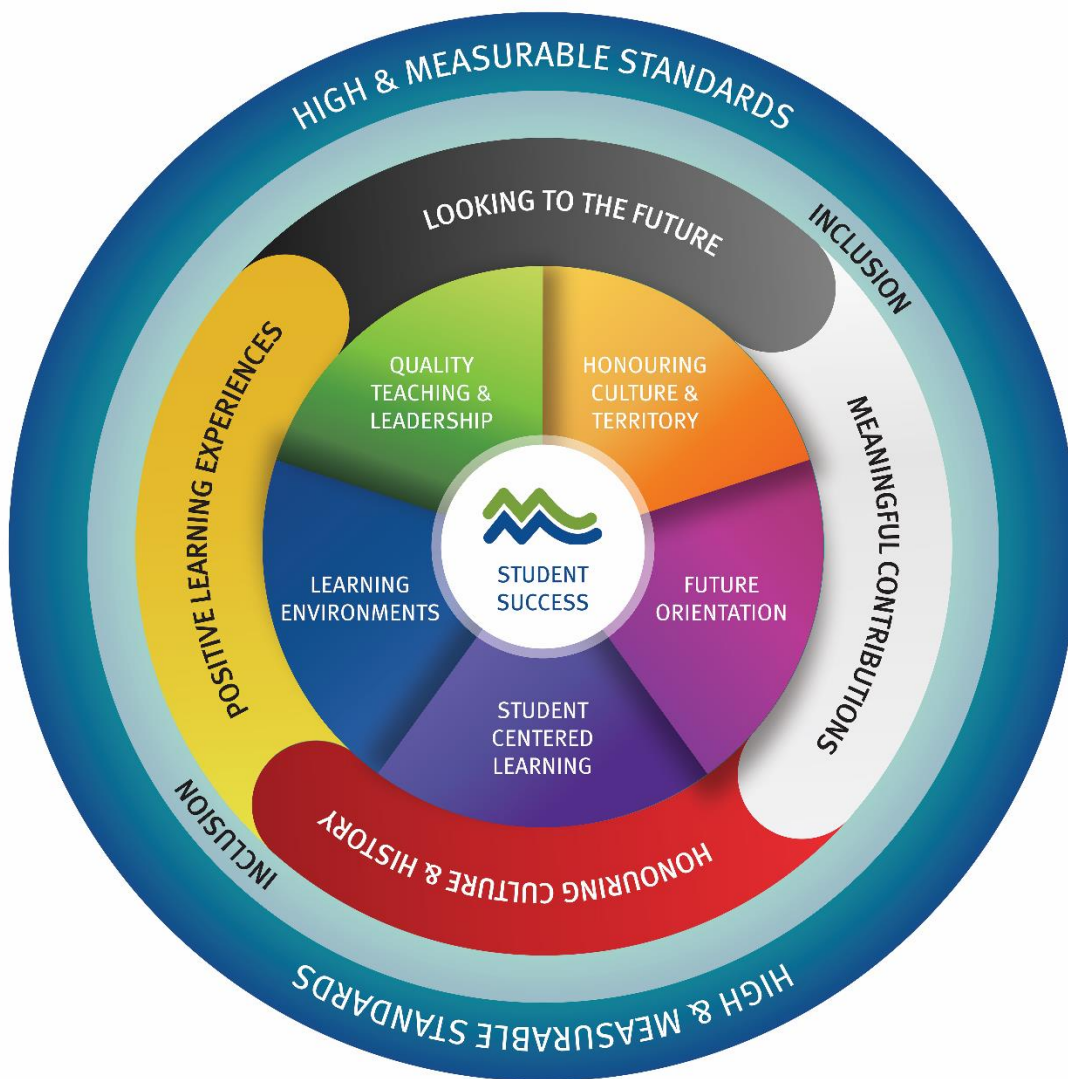 HIGH & MEASURABLE STANDARDS
INCLUSION
LOOKING TO THE FUTURE
MEANINGFUL CONTRIBUTIONS
HONOURING CULTURE & HISTORY
POSITIVE LEARNING EXPERIENCES
QUALITY
TEACHING &
LEADERSHIP
HONOURING
CULTURE &
TERRITORY
FUTURE
ORIENTATION
STUDENT
CENTERED
LEARNING
LEARNING
ENVIRONMENTS
STUDENT
SUCCESS
INCLUSION
HIGH & MEASURABLE STANDARDS